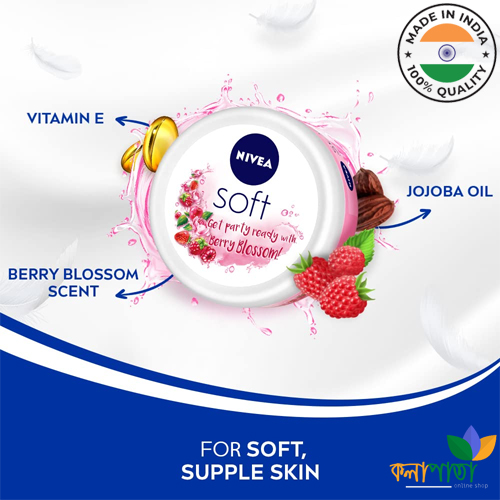 MADE IN INDIA
100% QUALITY
VITAMIN E
NIVEA
soft
Get party ready with
Berry Blossom!
NIVEA
JOJOBA OIL
BERRY BLOSSOM
SCENT
FOR SOFT,
SUPPLE SKIN
কলাপাতা
online shop